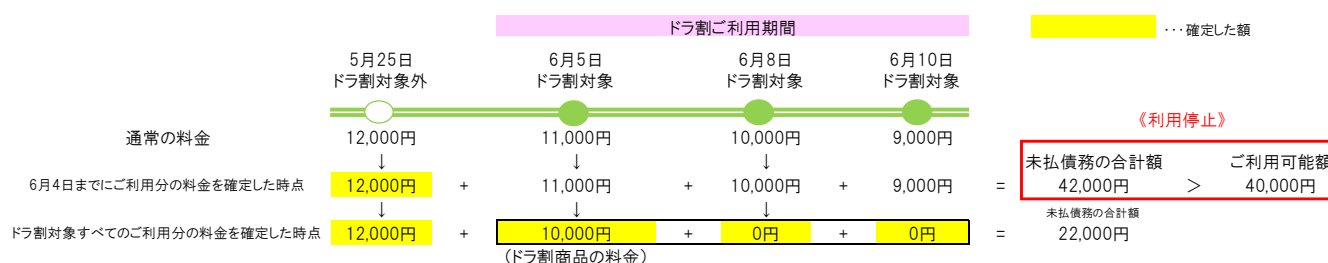 ドラ割ご利用期間
･･･確定した額
5月25日 6月5日 6月8日 6月10日
ドラ割対象外 ドラ割対象 ドラ割対象 ドラ割対象
《利用停止》
通常の料金 12,000円 11,000円 10,000円 9,000円
↓ ↓ ↓ 未払債務の合計額 ご利用可能額
6月4日までにご利用分の料金を確定した時点 12,000円 + 11,000円 + 10,000円 + 9,000円 = 42,000円 ＞ 40,000円
↓ ↓ ↓ 未払債務の合計額
ドラ割対象すべてのご利用分の料金を確定した時点 12,000円 + 10,000円 + 0円 + 0円 = 22,000円
（ドラ割商品の料金）